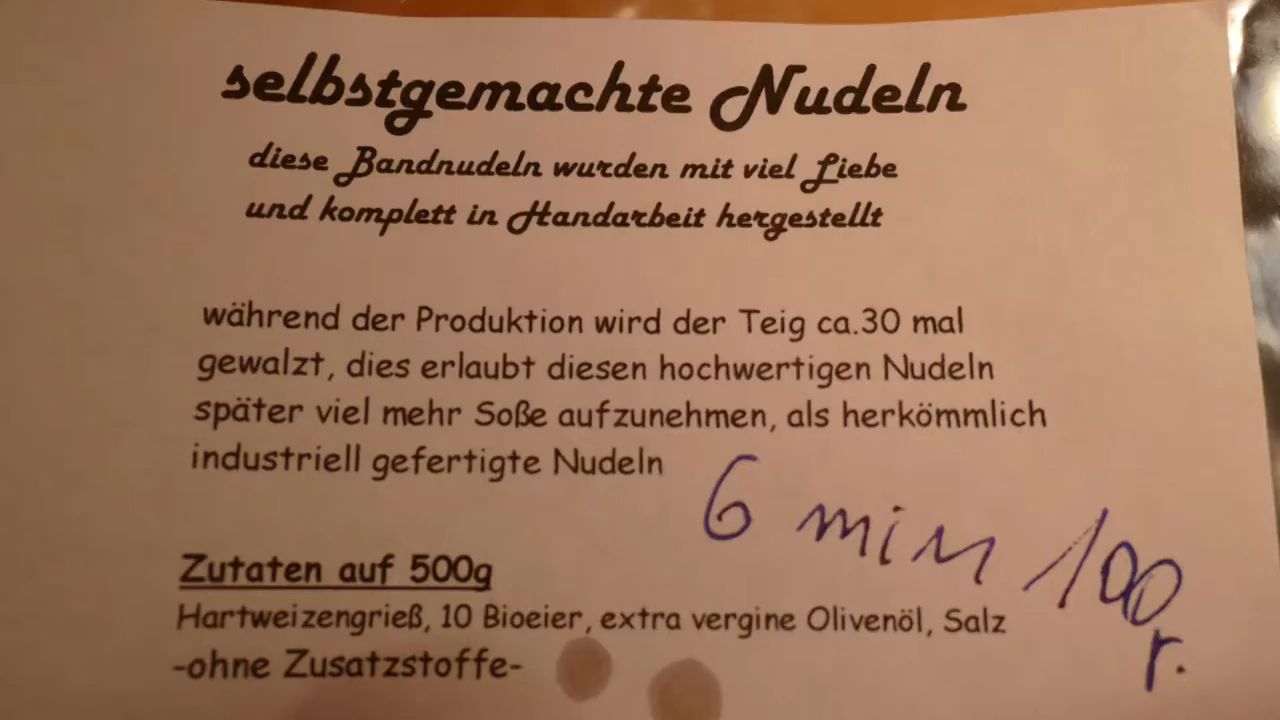 selbstgemachte Nudeln
diese Bandnudeln wurden mit viel Liebe
und komplett in Handarbeit hergestellt
während der Produktion wird der Teig ca.30 mal
gewalzt, dies erlaubt diesen hochwertigen Nudeln
später viel mehr Soße aufzunehmen, als herkömmlich
industriell gefertigte Nudeln
6 min 100
r.
Zutaten auf 500g
Hartweizengrieß, 10 Bioeier, extra vergine Olivenöl, Salz
-ohne Zusatzstoffe-